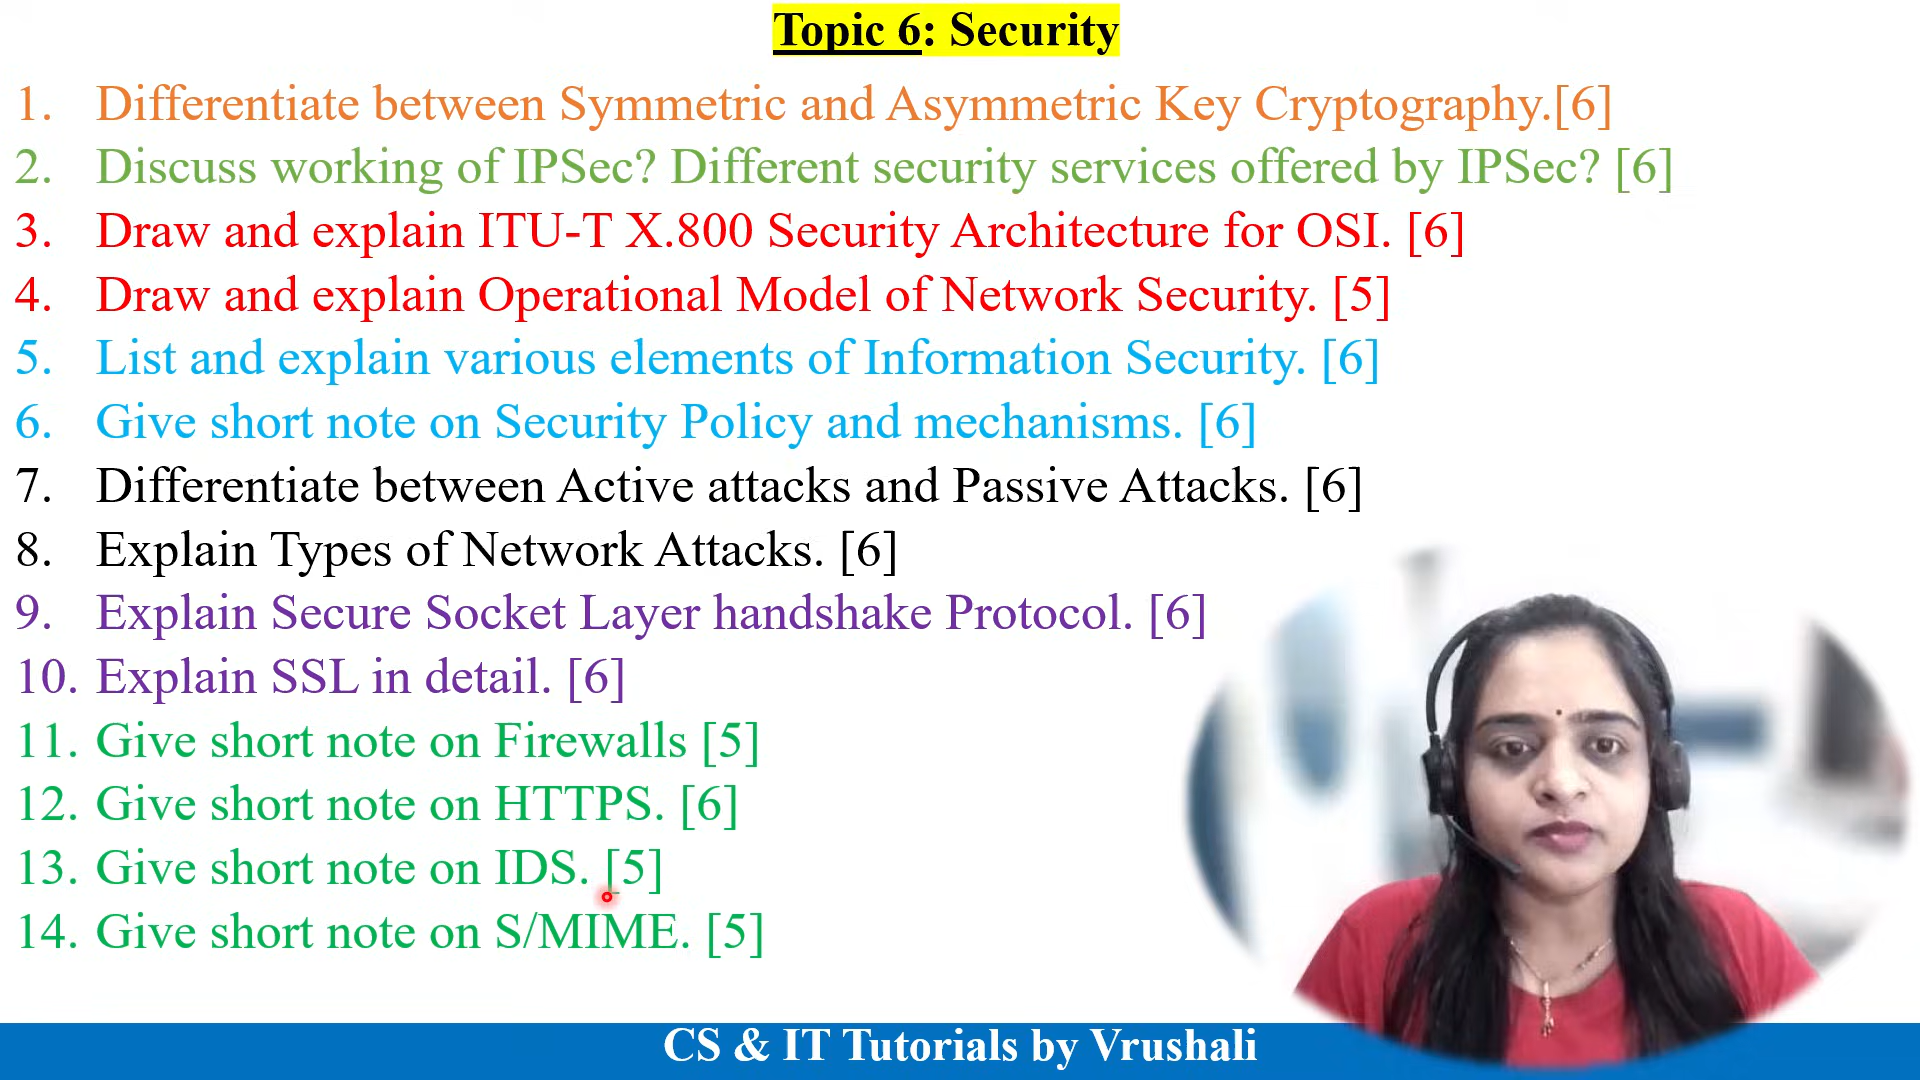 Topic 6: Security
1. Differentiate between Symmetric and Asymmetric Key Cryptography.[6]
2. Discuss working of IPSec? Different security services offered by IPSec? [6]
3. Draw and explain ITU-T X.800 Security Architecture for OSI. [6]
4. Draw and explain Operational Model of Network Security. [5]
5. List and explain various elements of Information Security. [6]
6. Give short note on Security Policy and mechanisms. [6]
7. Differentiate between Active attacks and Passive Attacks. [6]
8. Explain Types of Network Attacks. [6]
9. Explain Secure Socket Layer handshake Protocol. [6]
10. Explain SSL in detail. [6]
11. Give short note on Firewalls [5]
12. Give short note on HTTPS. [6]
13. Give short note on IDS. [5]
14. Give short note on S/MIME. [5]
CS & IT Tutorials by Vrushali